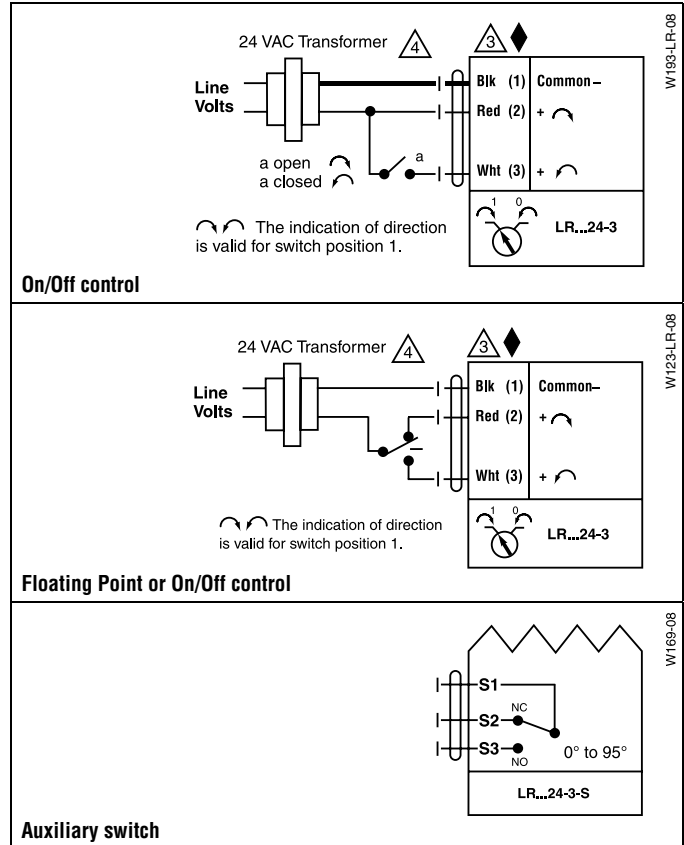 W193-LR-08
24 VAC Transformer 4 3
Line
Volts
Blk (1) Common –
Red (2) +
a open
a closed
a
Wht (3) +
1 0
LR...24-3
The indication of direction
is valid for switch position 1.
On/Off control
W123-LR-08
24 VAC Transformer 4 3
Line
Volts
Blk (1) Common–
Red (2) +
Wht (3) +
1 0
LR...24-3
The indication of direction
is valid for switch position 1.
Floating Point or On/Off control
W169-08
S1
S2 NC
S3 NO
0° to 95°
LR...24-3-S
Auxiliary switch